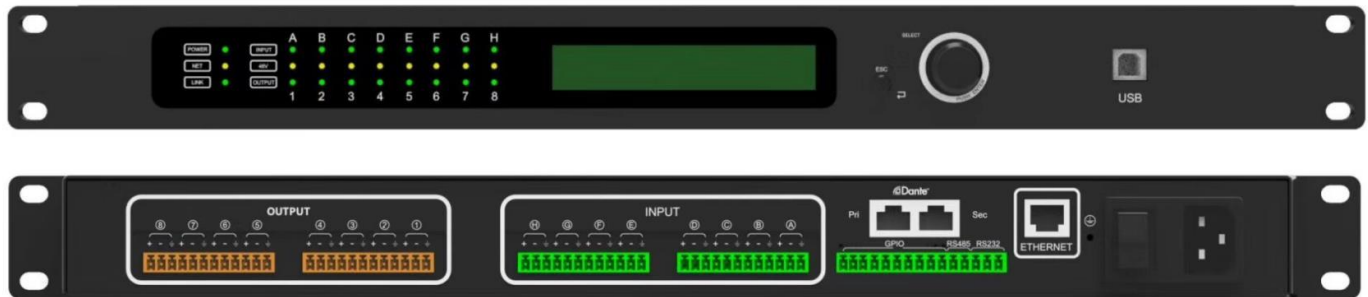 A B C D E F G H
POWER INPUT
NET 48V
LINK OUTPUT
1 2 3 4 5 6 7 8
SELECT
ESC
USB
OUTPUT
8 7 6 5 4 3 2 1
+ - + - + - + - + - + - + - + -
INPUT
H G F E D C B A
+ - + - + - + - + - + - + - + -
Dante
Pri Sec
GPIO RS485 RS232
ETHERNET